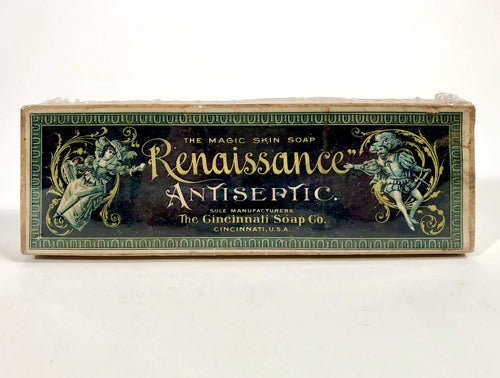 THE MAGIC SKIN SOAP
"Renaissance"
ANTISEPTIC.
SOLE MANUFACTURERS
The Cincinnati Soap Co.
CINCINNATI, U.S.A.